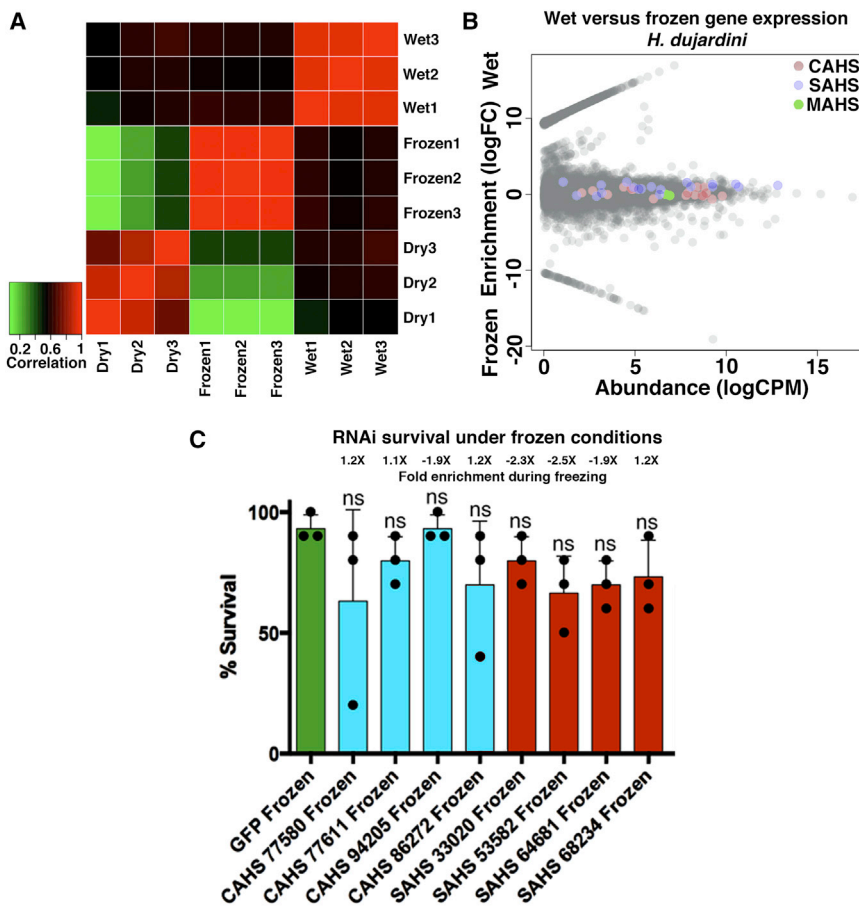 A
Wet3
Wet2
Wet1
Frozen1
Frozen2
Frozen3
Dry3
Dry2
Dry1
0.2 0.6 1
Correlation
Dry1
Dry2
Dry3
Frozen1
Frozen2
Frozen3
Wet1
Wet2
Wet3
B
Wet versus frozen gene expression
H. dujardini
CAHS
SAHS
MAHS
Frozen Enrichment (logFC) Wet
10
0
-10
-20
0 5 10 15
Abundance (logCPM)
C
RNAi survival under frozen conditions
1.2X 1.1X -1.9X 1.2X -2.3X -2.5X -1.9X 1.2X
Fold enrichment during freezing
ns ns ns ns ns ns ns ns
% Survival
100
50
0
GFP Frozen
CAHS 77580 Frozen
CAHS 77611 Frozen
CAHS 94205 Frozen
CAHS 86272 Frozen
SAHS 33020 Frozen
SAHS 53582 Frozen
SAHS 64681 Frozen
SAHS 68234 Frozen